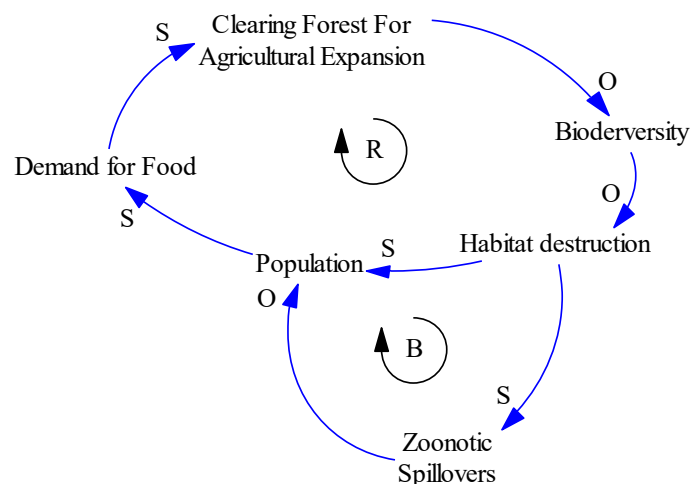 S
Clearing Forest For
Agricultural Expansion
O
Bioderversity
R
Demand for Food
S
O
Habitat destruction
S
Population
O
B
S
Zoonotic
Spillovers